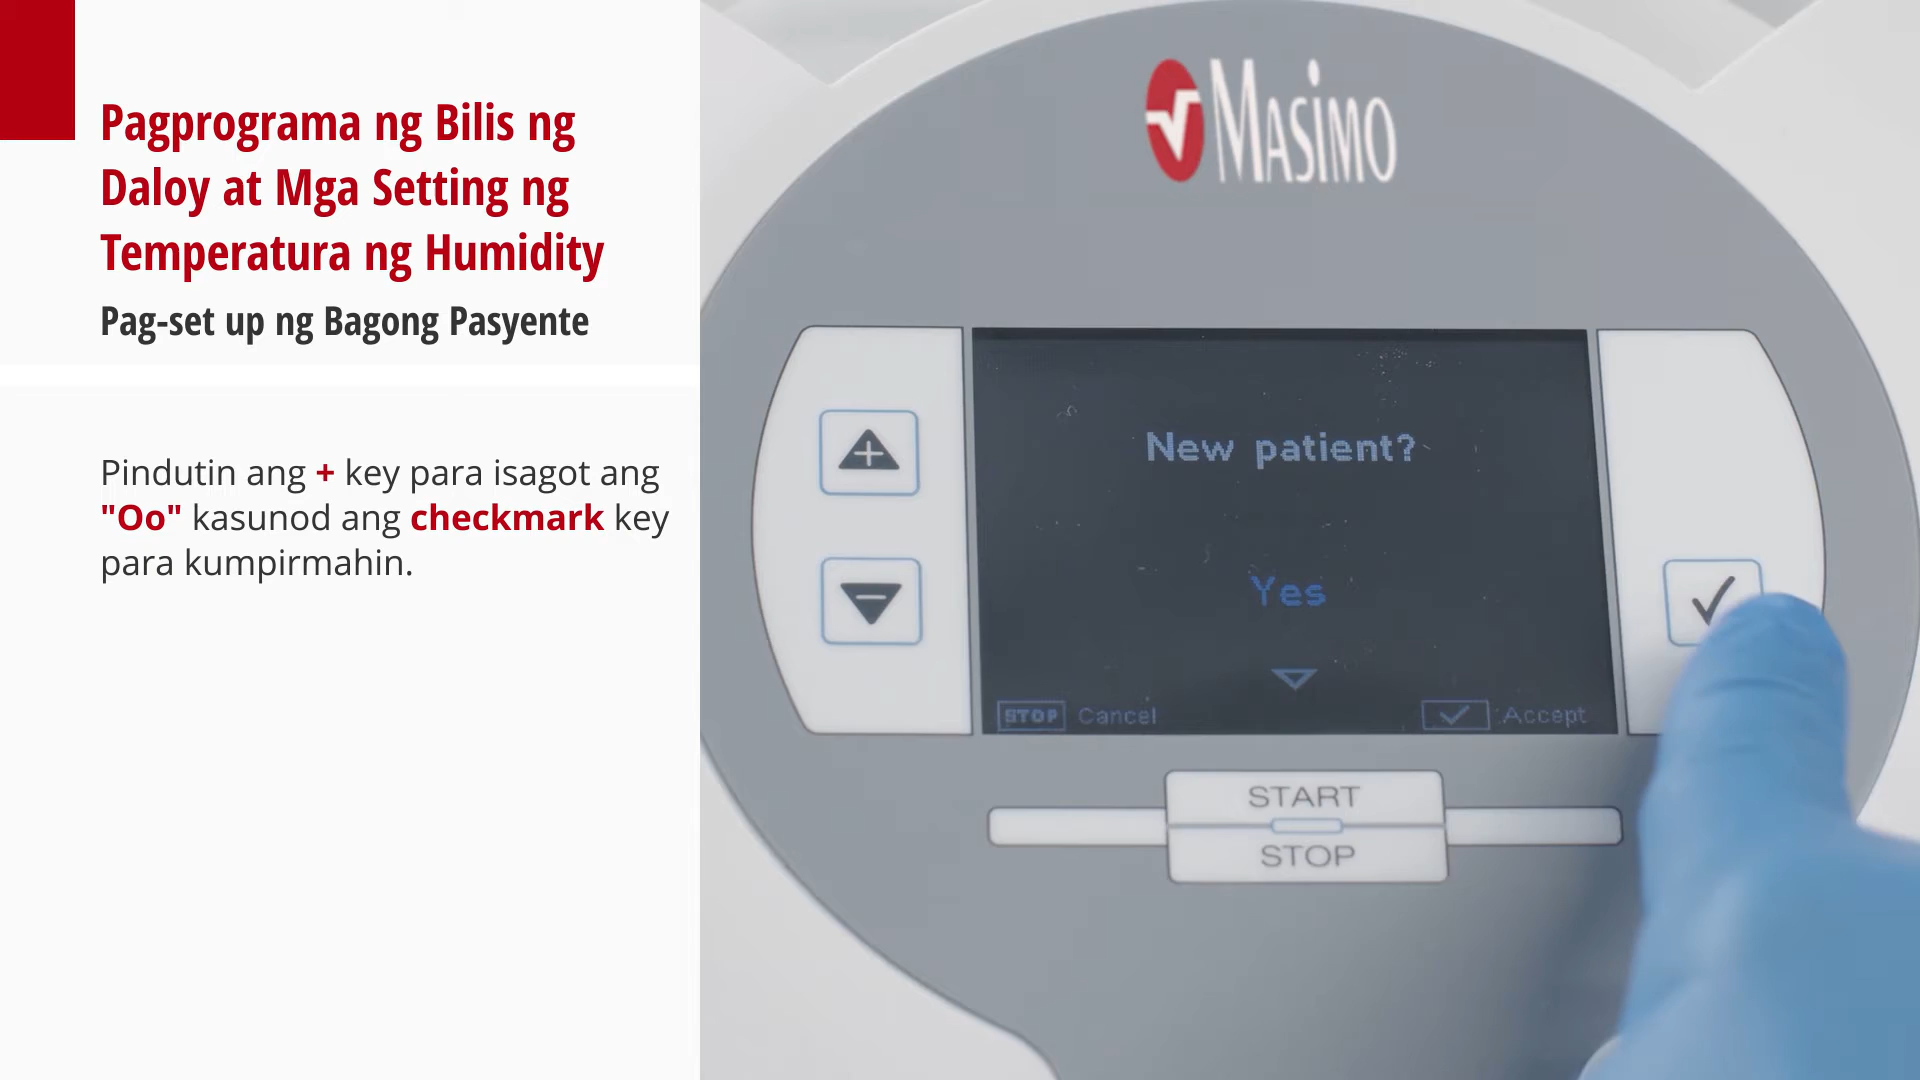 Pagprograma ng Bilis ng
Daloy at Mga Setting ng
Temperatura ng Humidity
Pag-set up ng Bagong Pasyente
Pindutin ang + key para isagot ang
"Oo" kasunod ang checkmark key
para kumpirmahin.
MASIMO
New patient?
Yes
STOP Cancel
Accept
START
STOP